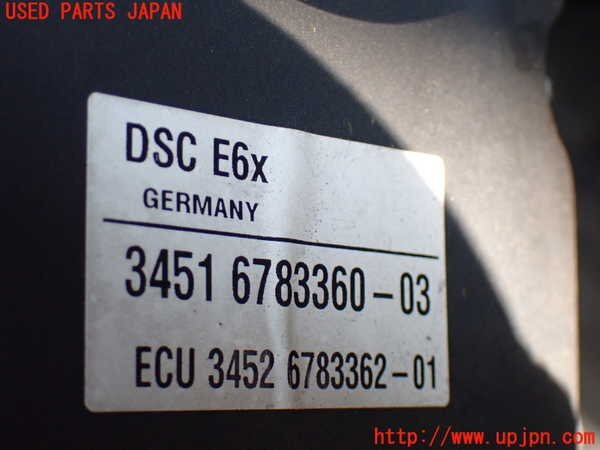 USED PARTS JAPAN
DSC E6x
GERMANY
3451 6783360-03
ECU 3452 6783362-01
http://www.upjpn.com/